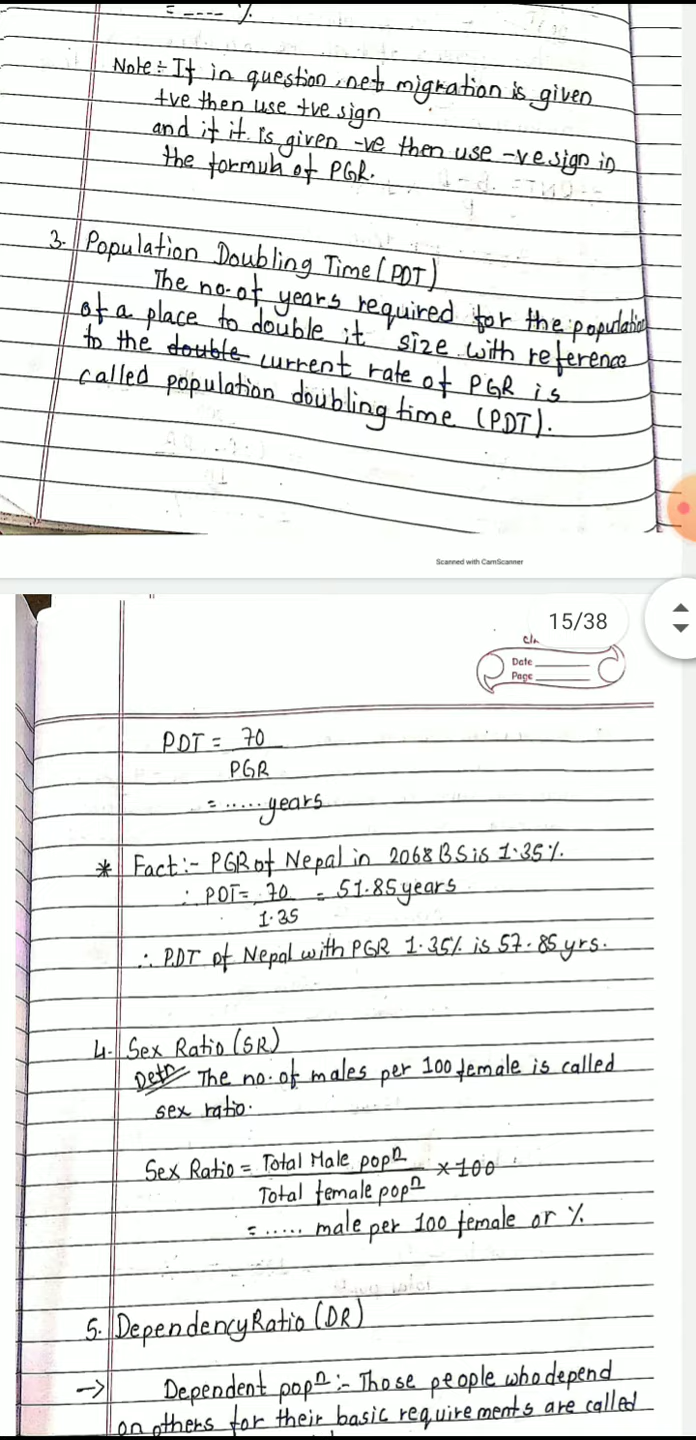 = ---- %.
Note :- If in question net migration is given
+ve then use +ve sign
and if it is given -ve then use -ve sign in
the formula of PGR.
3. Population Doubling Time (PDT)
The no. of years required for the population
of a place to double it size with reference
to the double current rate of PGR is
called population doubling time (PDT).
Scanned with CamScanner
15/38
Date
Page
PDT = 70
PGR
= ..... years
* Fact :- PGR of Nepal in 2068 BS is 1.35%.
∴ PDT = 70 = 51.85 years
1.35
∴ PDT of Nepal with PGR 1.35% is 57.85 yrs.
4. Sex Ratio (SR)
Defn The no. of males per 100 female is called
sex ratio.
Sex Ratio = Total Male popn × 100
Total female popn
= ...... male per 100 female or %
5. Dependency Ratio (DR)
→ Dependent popn :- Those people who depend
on others for their basic requirements are called